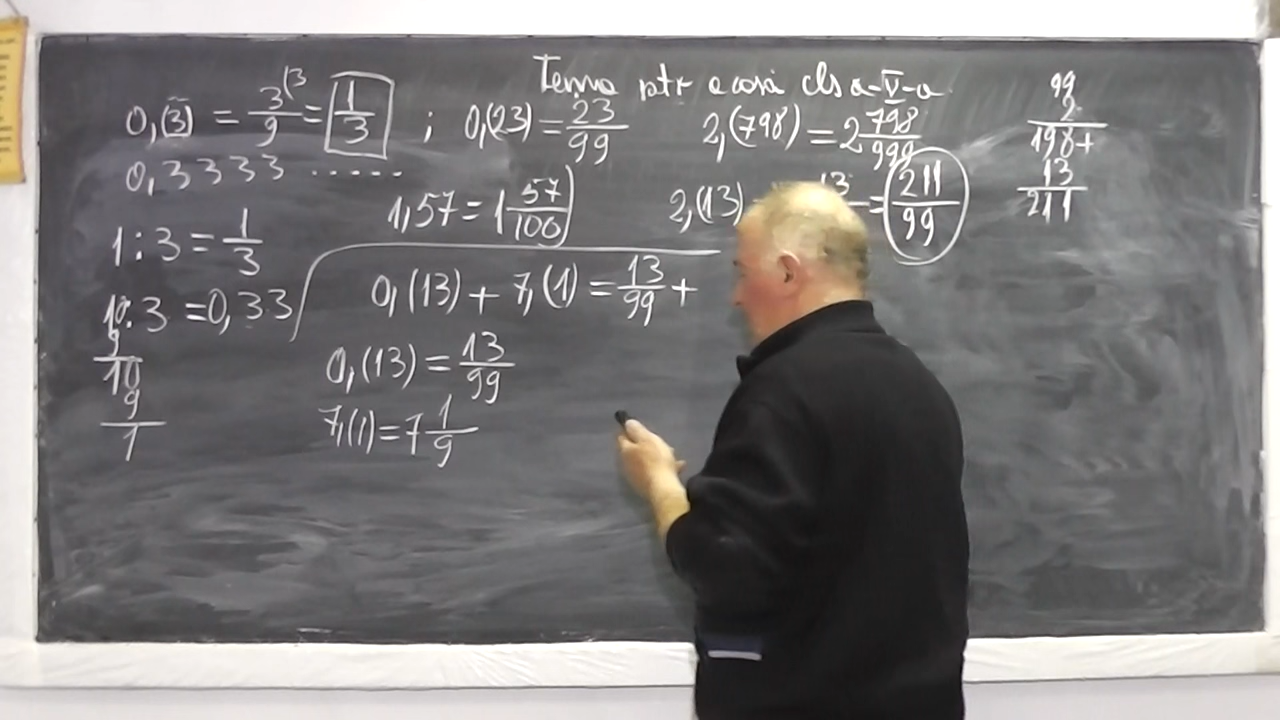 Tema ptr acasă cls a-V-a
0,(3) = 3/9 (3 = 1/3 ; 0,(23) = 23/99
2,(798) = 2 798/999
0,3333.....
1,57 = 1 57/100
2,(13) 13 = 211/99
99
2
198+
13
211
1:3 = 1/3
10:3 = 0,33
9
10
9
1
0,(13) + 7,(1) = 13/99 +
0,(13) = 13/99
7,(1) = 7 1/9